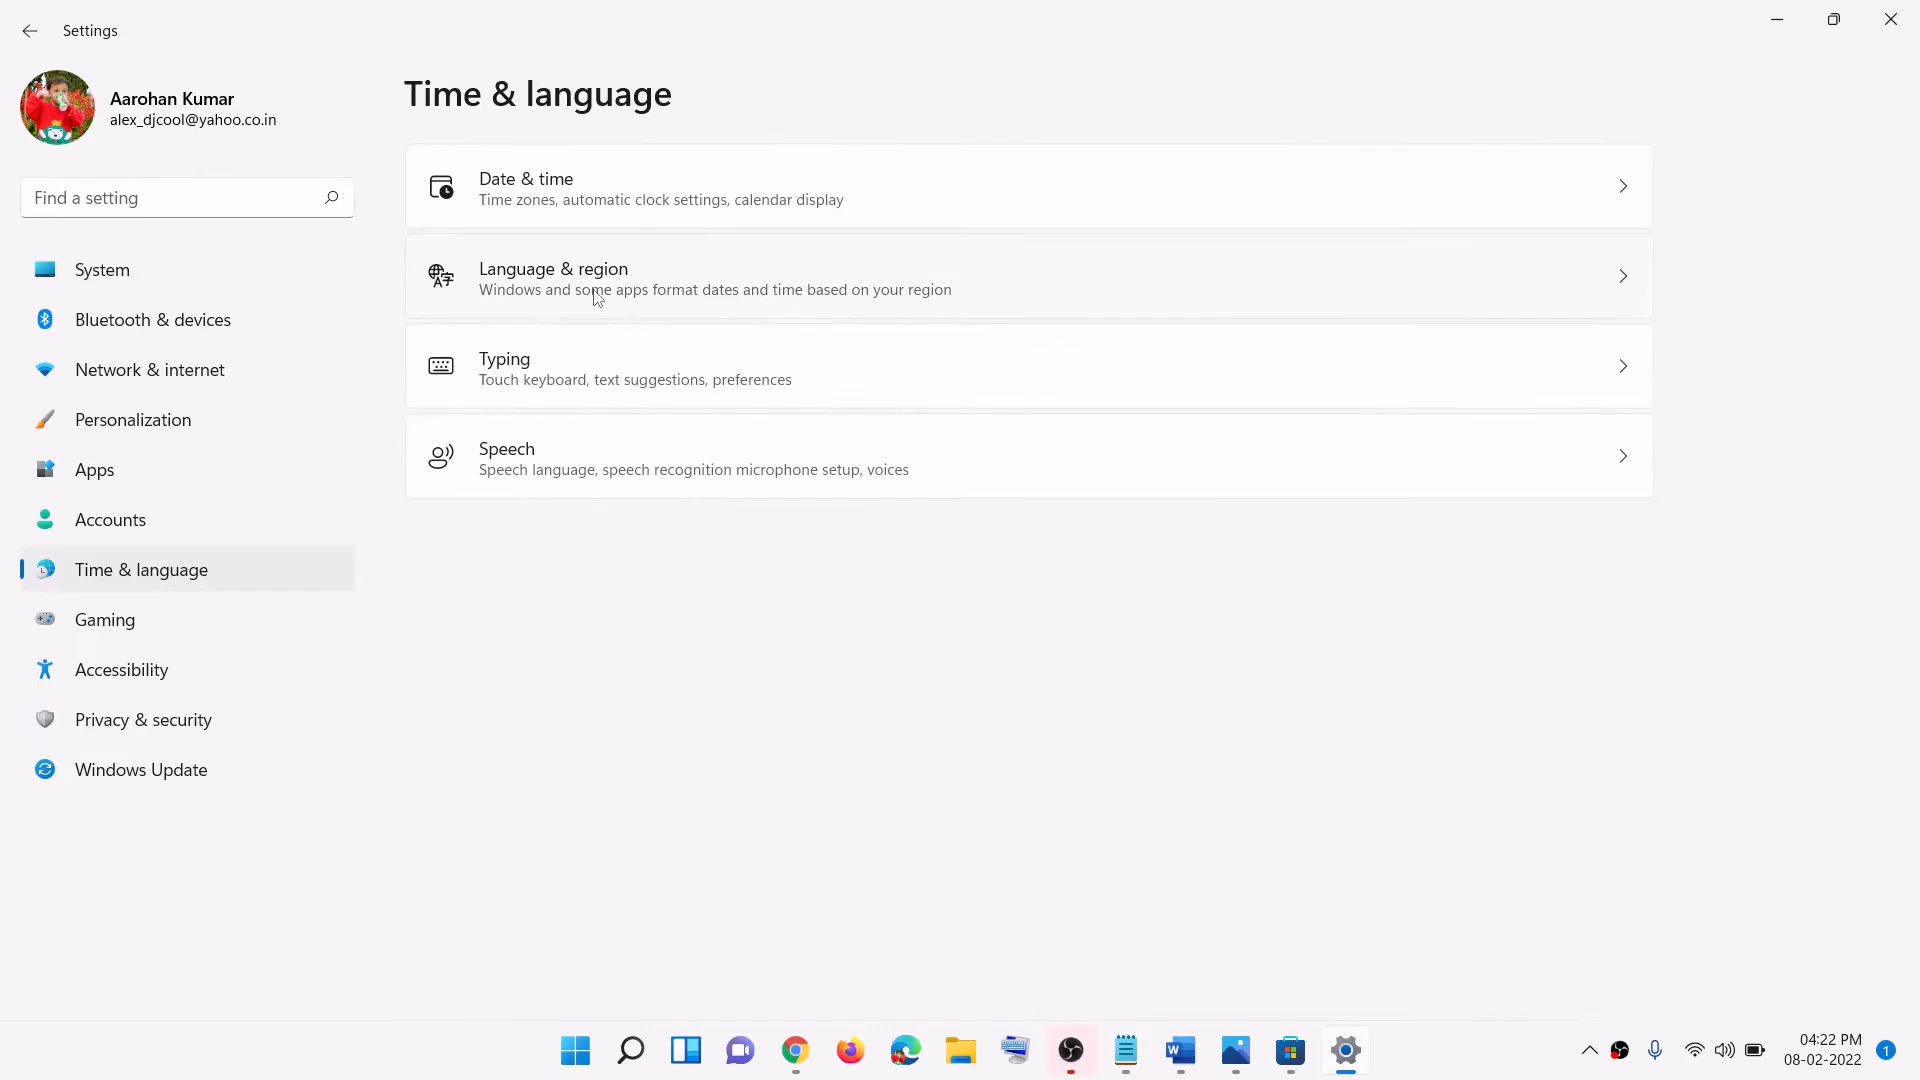 Settings
Aarohan Kumar
alex_djcool@yahoo.co.in
Find a setting
System
Bluetooth & devices
Network & internet
Personalization
Apps
Accounts
Time & language
Gaming
Accessibility
Privacy & security
Windows Update
Time & language
Date & time
Time zones, automatic clock settings, calendar display
Language & region
Windows and some apps format dates and time based on your region
Typing
Touch keyboard, text suggestions, preferences
Speech
Speech language, speech recognition microphone setup, voices
04:22 PM
08-02-2022
1